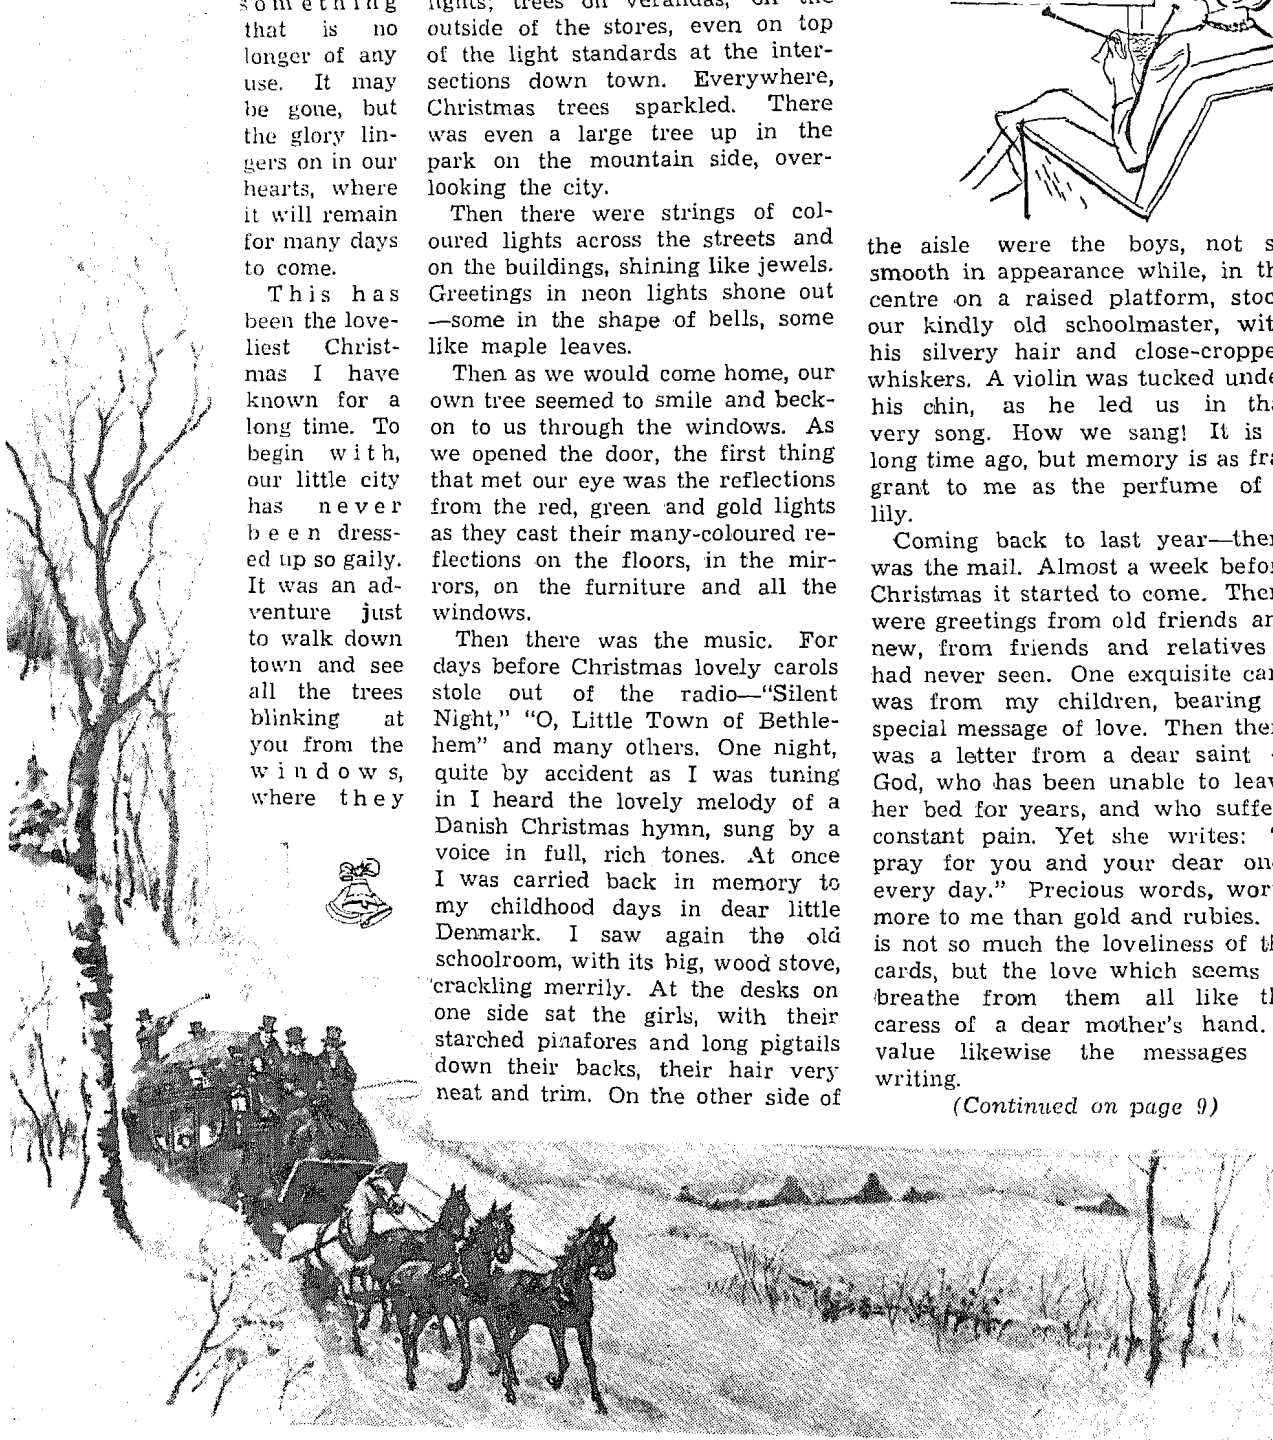 something
that is no
longer of any
use. It may
be gone, but
the glory lin-
gers on in our
hearts, where
it will remain
for many days
to come.
This has
been the love-
liest Christ-
mas I have
known for a
long time. To
begin with,
our little city
has never
been dress-
ed up so gaily.
It was an ad-
venture just
to walk down
town and see
all the trees
blinking at
you from the
windows,
where they
lights; trees on verandas, on the
outside of the stores, even on top
of the light standards at the inter-
sections down town. Everywhere,
Christmas trees sparkled. There
was even a large tree up in the
park on the mountain side, over-
looking the city.
Then there were strings of col-
oured lights across the streets and
on the buildings, shining like jewels.
Greetings in neon lights shone out
—some in the shape of bells, some
like maple leaves.
Then as we would come home, our
own tree seemed to smile and beck-
on to us through the windows. As
we opened the door, the first thing
that met our eye was the reflections
from the red, green and gold lights
as they cast their many-coloured re-
flections on the floors, in the mir-
rors, on the furniture and all the
windows.
Then there was the music. For
days before Christmas lovely carols
stole out of the radio—“Silent
Night,” “O, Little Town of Bethle-
hem” and many others. One night,
quite by accident as I was tuning
in I heard the lovely melody of a
Danish Christmas hymn, sung by a
voice in full, rich tones. At once
I was carried back in memory to
my childhood days in dear little
Denmark. I saw again the old
schoolroom, with its big, wood stove,
crackling merrily. At the desks on
one side sat the girls, with their
starched pinafores and long pigtails
down their backs, their hair very
neat and trim. On the other side of
the aisle were the boys, not s
smooth in appearance while, in th
centre on a raised platform, stoo
our kindly old schoolmaster, wit
his silvery hair and close-croppe
whiskers. A violin was tucked unde
his chin, as he led us in tha
very song. How we sang! It is
long time ago, but memory is as fra
grant to me as the perfume of
lily.
Coming back to last year—ther
was the mail. Almost a week befor
Christmas it started to come. Ther
were greetings from old friends an
new, from friends and relatives
had never seen. One exquisite car
was from my children, bearing
special message of love. Then ther
was a letter from a dear saint
God, who has been unable to leav
her bed for years, and who suffe
constant pain. Yet she writes: “
pray for you and your dear on
every day.” Precious words, wor
more to me than gold and rubies.
is not so much the loveliness of th
cards, but the love which seems
breathe from them all like th
caress of a dear mother's hand.
value likewise the messages
writing.
(Continued on page 9)